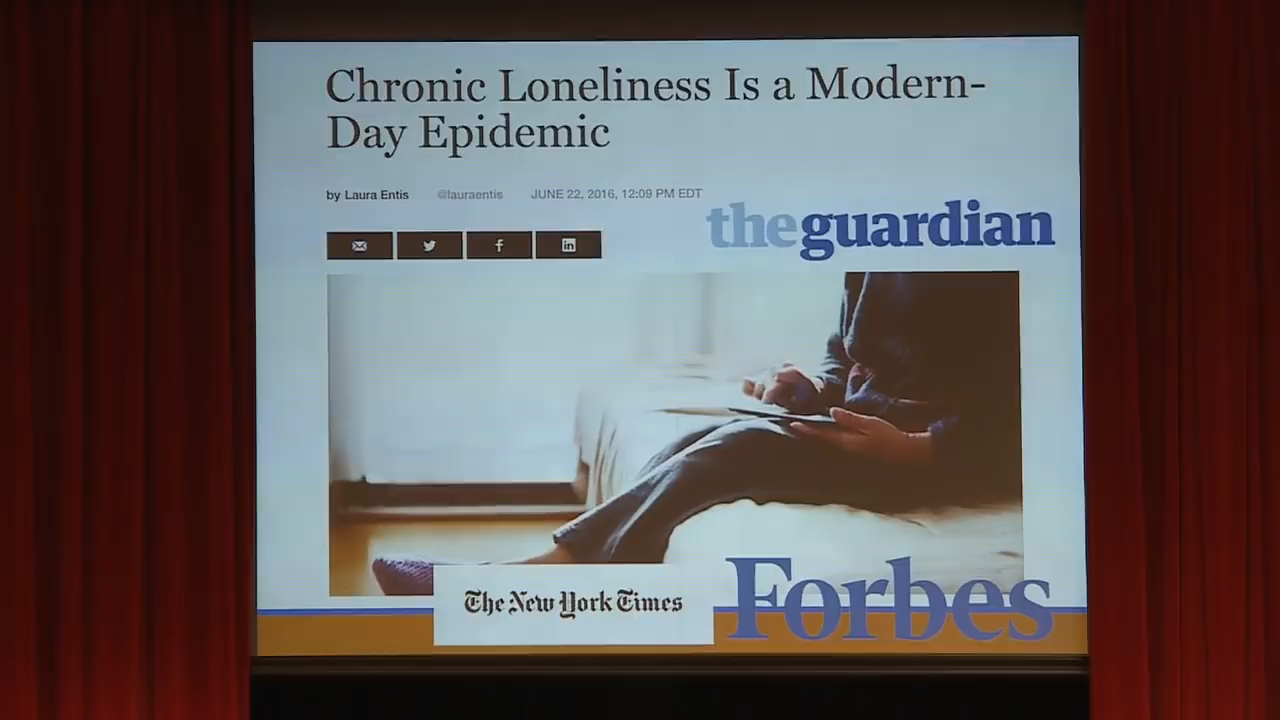 Chronic Loneliness Is a Modern-
Day Epidemic
by Laura Entis @lauraentis JUNE 22, 2016, 12:09 PM EDT
theguardian
f in
The New York Times
Forbes